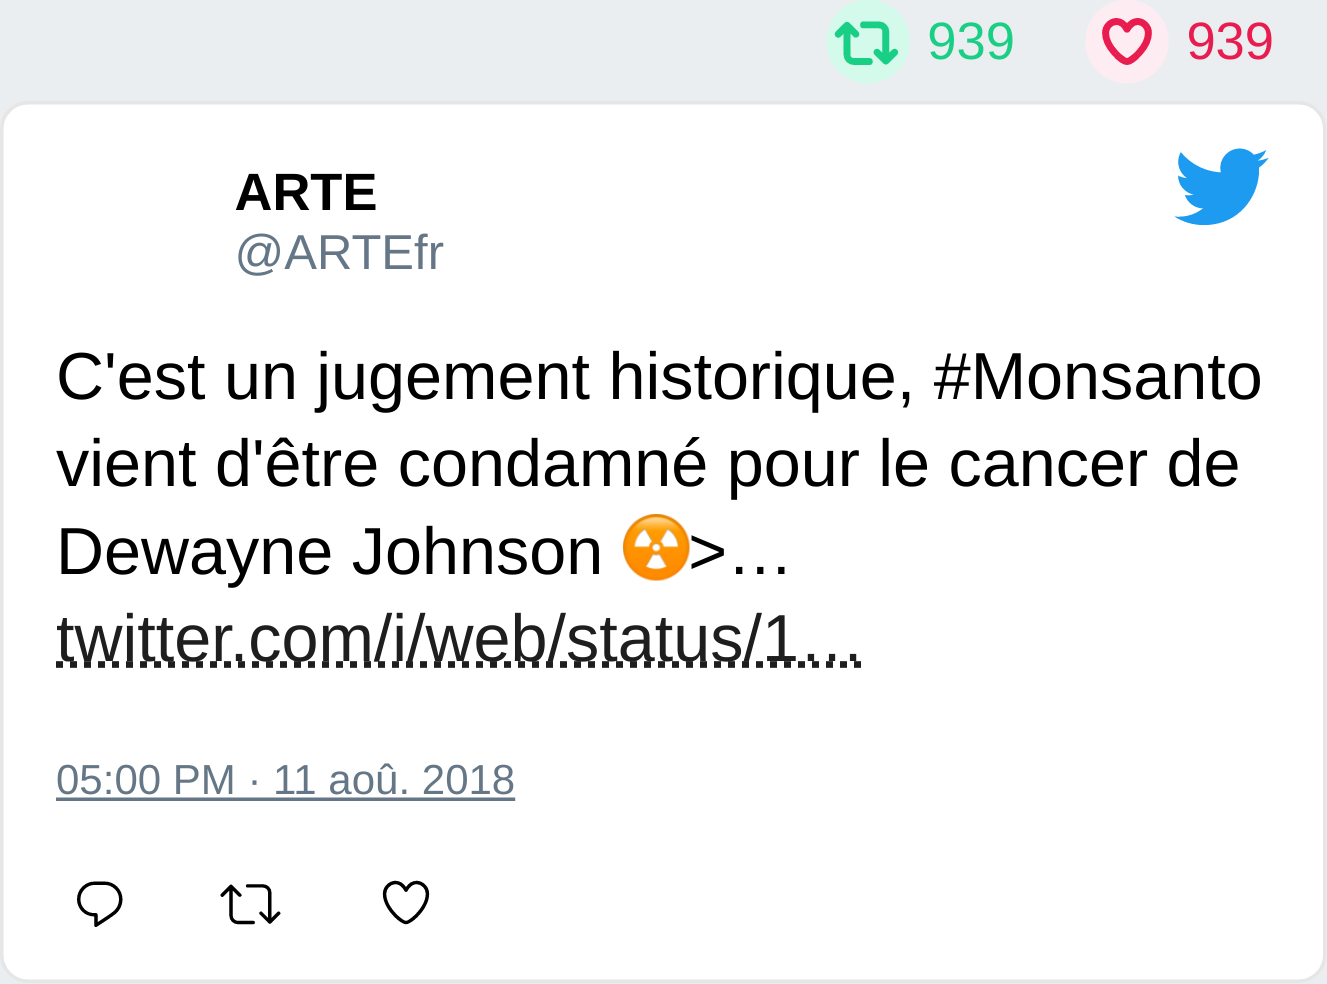 939 939
ARTE
@ARTEfr
C'est un jugement historique, #Monsanto
vient d'être condamné pour le cancer de
Dewayne Johnson ☢>…
twitter.com/i/web/status/1…
05:00 PM · 11 aoû. 2018